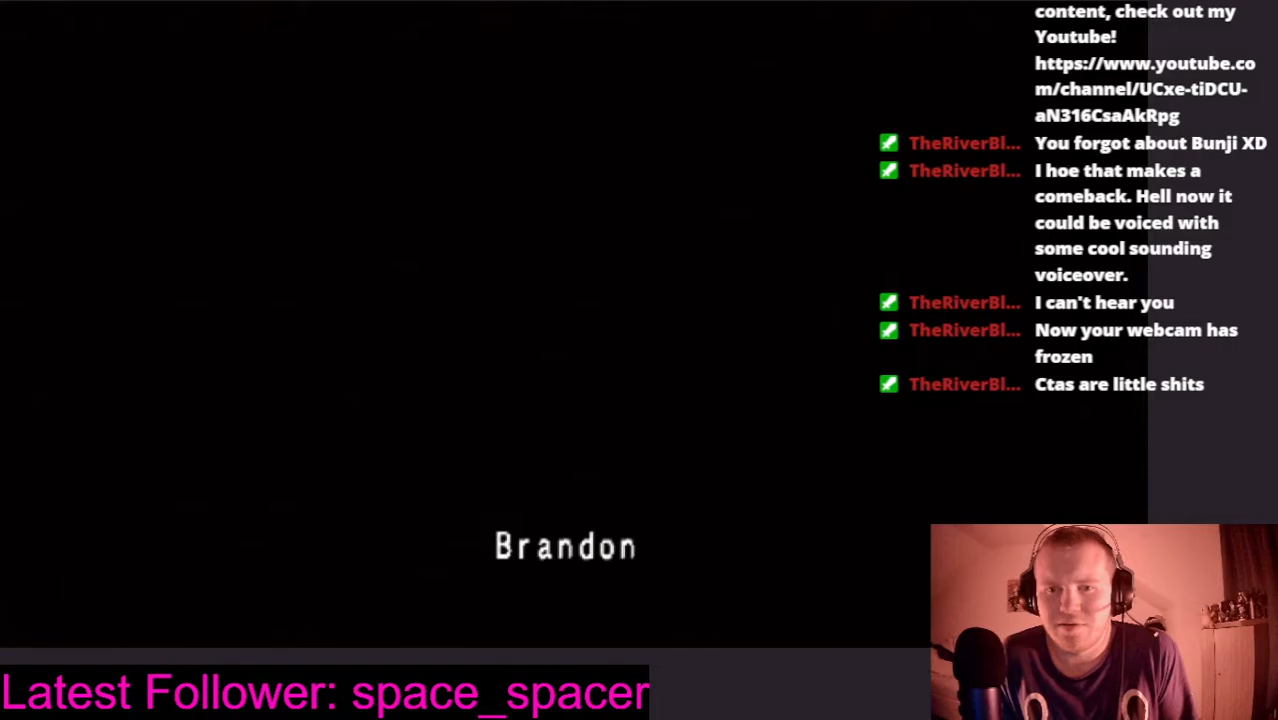 content, check out my
Youtube!
https://www.youtube.co
m/channel/UCxe-tiDCU-
aN316CsaAkRpg
TheRiverBl... You forgot about Bunji XD
TheRiverBl... I hoe that makes a
comeback. Hell now it
could be voiced with
some cool sounding
voiceover.
TheRiverBl... I can't hear you
TheRiverBl... Now your webcam has
frozen
TheRiverBl... Ctas are little shits
Brandon
Latest Follower: space_spacer